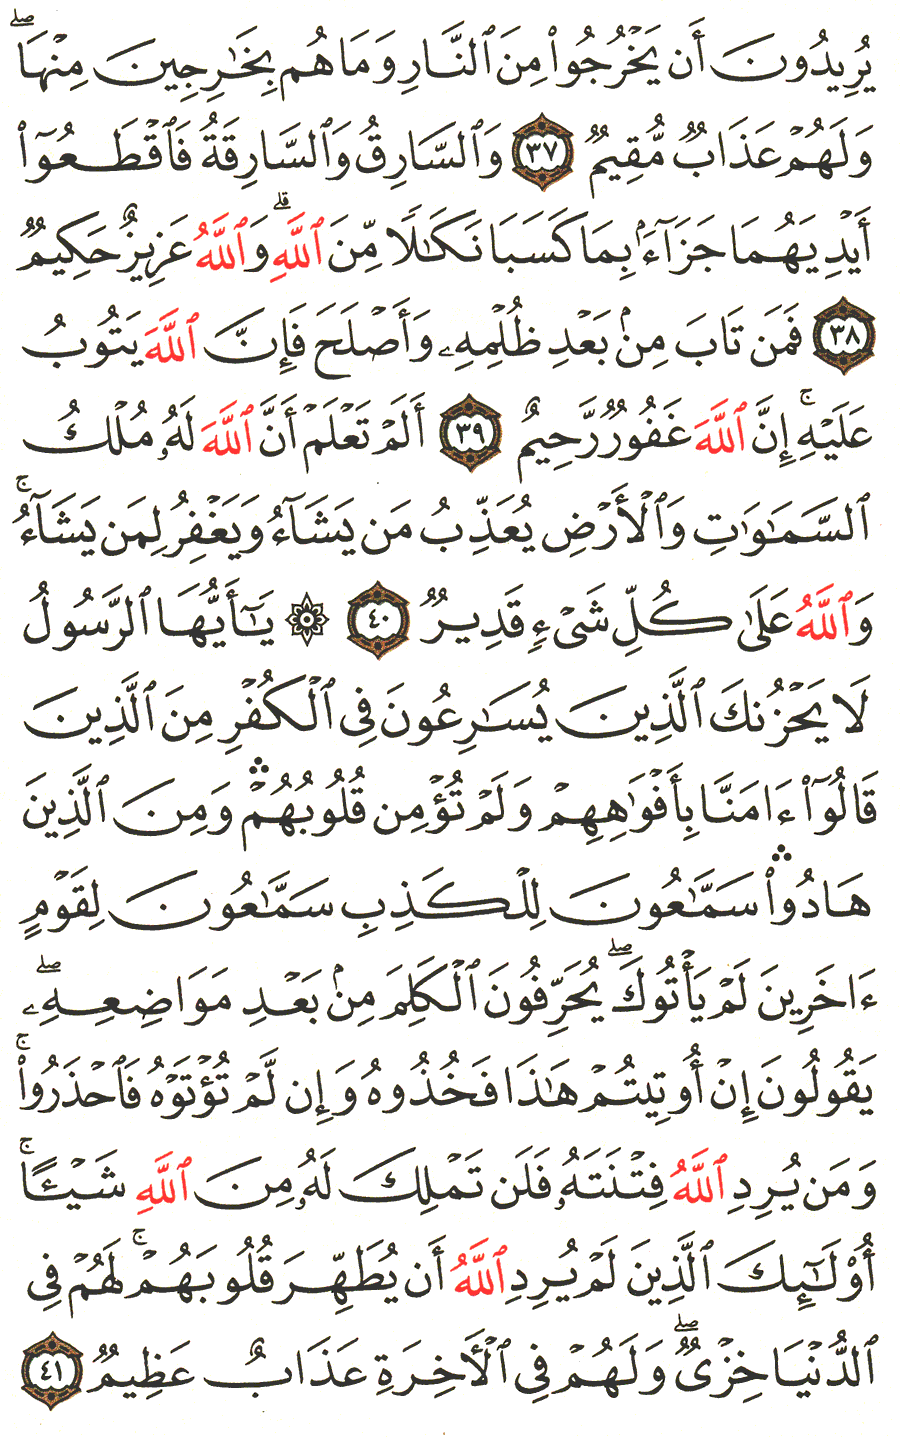 يُرِيدُونَ أَن يَخْرُجُوا۟ مِنَ ٱلنَّارِ وَمَا هُم بِخَـٰرِجِينَ مِنْهَا ۖ
وَلَهُمْ عَذَابٌ مُّقِيمٌ ٣٧ وَٱلسَّارِقُ وَٱلسَّارِقَةُ فَٱقْطَعُوٓا۟
أَيْدِيَهُمَا جَزَآءًۢ بِمَا كَسَبَا نَكَـٰلًا مِّنَ ٱللَّهِ ۗ وَٱللَّهُ عَزِيزٌ حَكِيمٌ
٣٨ فَمَن تَابَ مِنۢ بَعْدِ ظُلْمِهِۦ وَأَصْلَحَ فَإِنَّ ٱللَّهَ يَتُوبُ
عَلَيْهِ ۚ إِنَّ ٱللَّهَ غَفُورٌ رَّحِيمٌ ٣٩ أَلَمْ تَعْلَمْ أَنَّ ٱللَّهَ لَهُۥ مُلْكُ
ٱلسَّمَـٰوَٰتِ وَٱلْأَرْضِ يُعَذِّبُ مَن يَشَآءُ وَيَغْفِرُ لِمَن يَشَآءُ ۗ
وَٱللَّهُ عَلَىٰ كُلِّ شَىْءٍ قَدِيرٌ ٤٠ ۞ يَـٰٓأَيُّهَا ٱلرَّسُولُ
لَا يَحْزُنكَ ٱلَّذِينَ يُسَـٰرِعُونَ فِى ٱلْكُفْرِ مِنَ ٱلَّذِينَ
قَالُوٓا۟ ءَامَنَّا بِأَفْوَٰهِهِمْ وَلَمْ تُؤْمِن قُلُوبُهُمْ ۛ وَمِنَ ٱلَّذِينَ
هَادُوا۟ ۛ سَمَّـٰعُونَ لِلْكَذِبِ سَمَّـٰعُونَ لِقَوْمٍ
ءَاخَرِينَ لَمْ يَأْتُوكَ ۖ يُحَرِّفُونَ ٱلْكَلِمَ مِنۢ بَعْدِ مَوَاضِعِهِۦ ۖ
يَقُولُونَ إِنْ أُوتِيتُمْ هَـٰذَا فَخُذُوهُ وَإِن لَّمْ تُؤْتَوْهُ فَٱحْذَرُوا۟ ۚ
وَمَن يُرِدِ ٱللَّهُ فِتْنَتَهُۥ فَلَن تَمْلِكَ لَهُۥ مِنَ ٱللَّهِ شَيْـًٔا ۚ
أُو۟لَـٰٓئِكَ ٱلَّذِينَ لَمْ يُرِدِ ٱللَّهُ أَن يُطَهِّرَ قُلُوبَهُمْ ۚ لَهُمْ فِى
ٱلدُّنْيَا خِزْىٌ ۖ وَلَهُمْ فِى ٱلْـَٔاخِرَةِ عَذَابٌ عَظِيمٌ ٤١